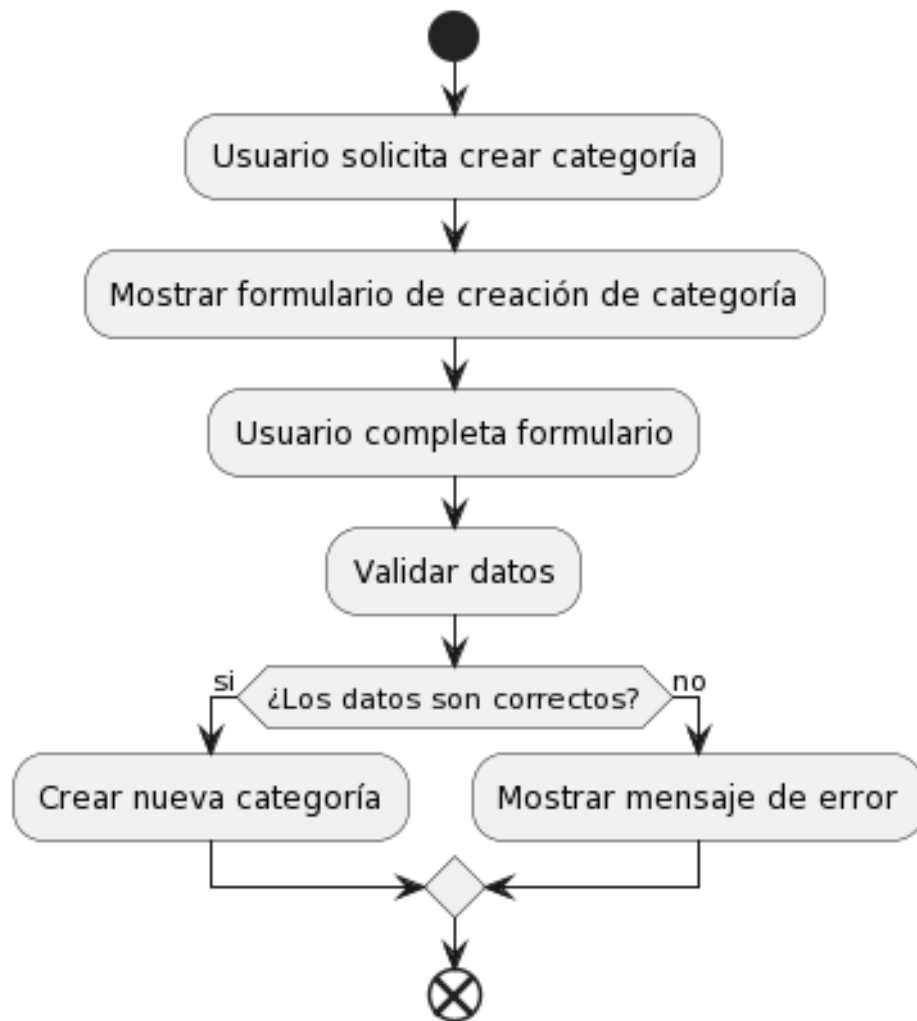 Usuario solicita crear categoría
Mostrar formulario de creación de categoría
Usuario completa formulario
Validar datos
si
¿Los datos son correctos?
no
Crear nueva categoría
Mostrar mensaje de error